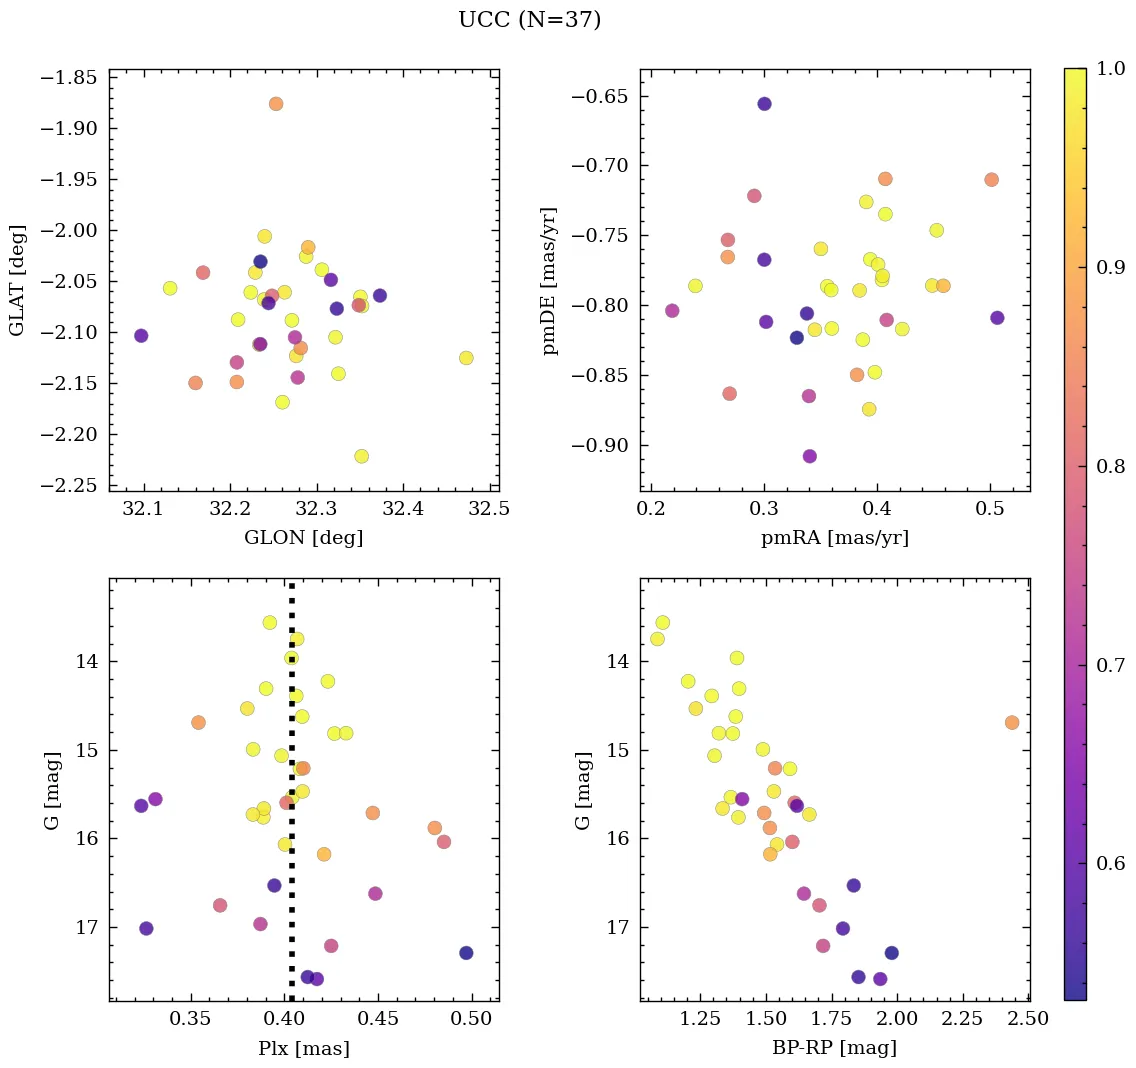 UCC (N=37)
−1.85
−1.90
−1.95
−2.00
−2.05
−2.10
−2.15
−2.20
−2.25
GLAT [deg]
32.1 32.2 32.3 32.4 32.5
GLON [deg]
−0.65
−0.70
−0.75
−0.80
−0.85
−0.90
pmDE [mas/yr]
0.2 0.3 0.4 0.5
pmRA [mas/yr]
14
15
16
17
G [mag]
0.35 0.40 0.45 0.50
Plx [mas]
14
15
16
17
G [mag]
1.25 1.50 1.75 2.00 2.25 2.50
BP-RP [mag]
1.0
0.9
0.8
0.7
0.6